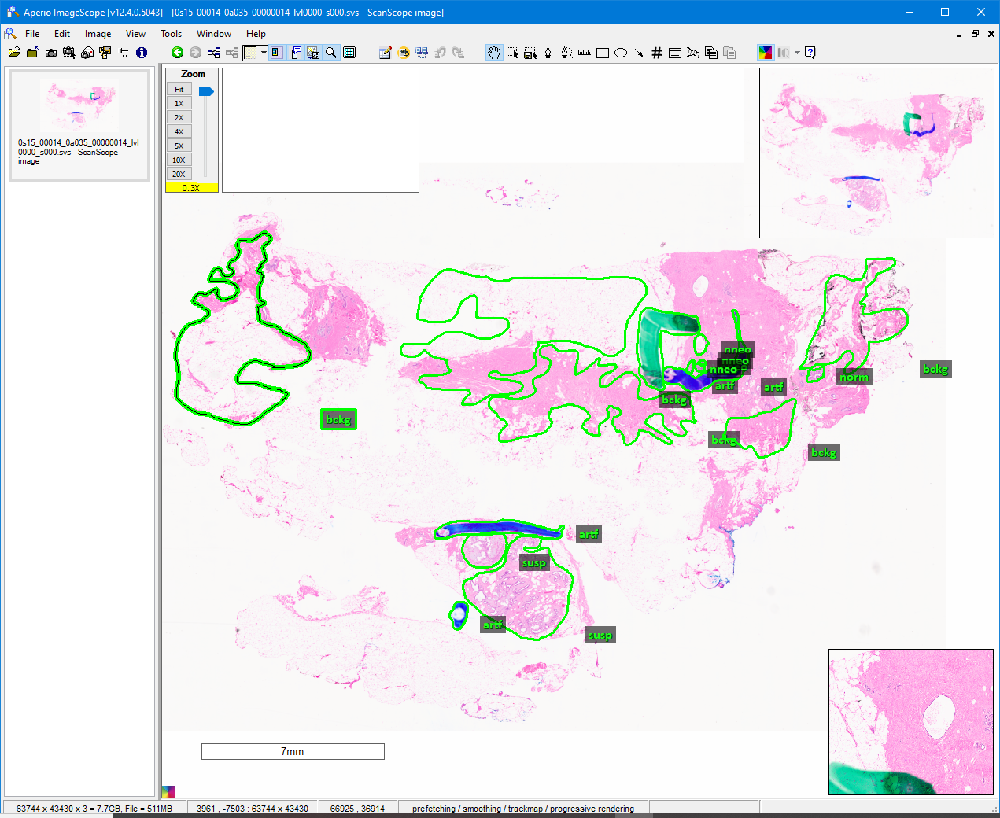 Aperio ImageScope [v12.4.0.5043] - [0s15_00014_0a035_00000014_lvl0000_s000.svs - ScanScope image]
File Edit Image View Tools Window Help
Zoom
Fit
1X
2X
4X
5X
10X
20X
0.3X
0s15_00014_0a035_00000014_lvl
0000_s000.svs - ScanScope
image
nneo
nneo
nneo
bckg
norm
artf
artf
bckg
bckg
bckg
bckg
artf
susp
artf
susp
7mm
63744 x 43430 x 3 = 7.7GB, File = 511MB
3961 , -7503 : 63744 x 43430
66925 , 36914
prefetching / smoothing / trackmap / progressive rendering